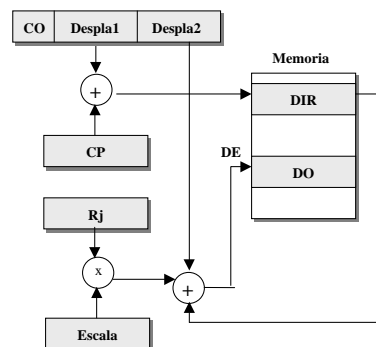 CO Despla1 Despla2
Memoria
+
DIR
CP
DE
DO
Rj
x
+
Escala